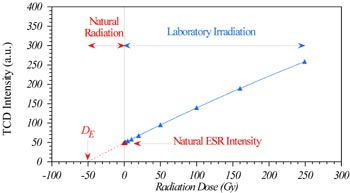 400
350
300
250
200
150
100
50
0
TCD Intensity (a.u.)
Natural
Radiation
Laboratory Irradiation
D_E
Natural ESR Intensity
-100 -50 0 50 100 150 200 250 300
Radiation Dose (Gy)